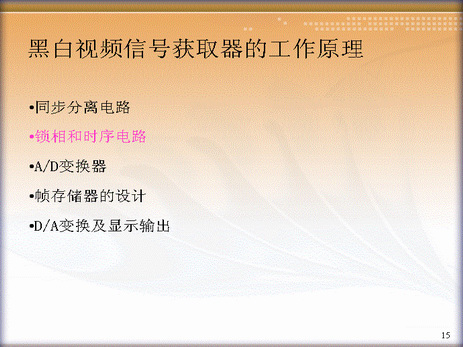 黑白视频信号获取器的工作原理
•同步分离电路
•锁相和时序电路
•A/D变换器
•帧存储器的设计
•D/A变换及显示输出
15